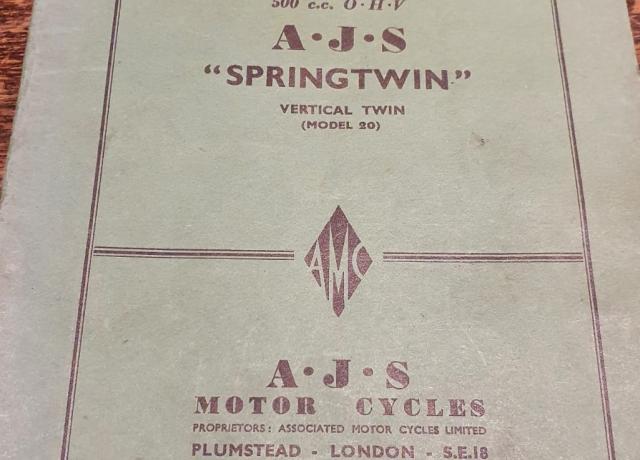 500 c.c. O·H·V
A·J·S
“SPRINGTWIN”
VERTICAL TWIN
(MODEL 20)
AMC
A·J·S
MOTOR CYCLES
PROPRIETORS: ASSOCIATED MOTOR CYCLES LIMITED
PLUMSTEAD - LONDON - S.E.18